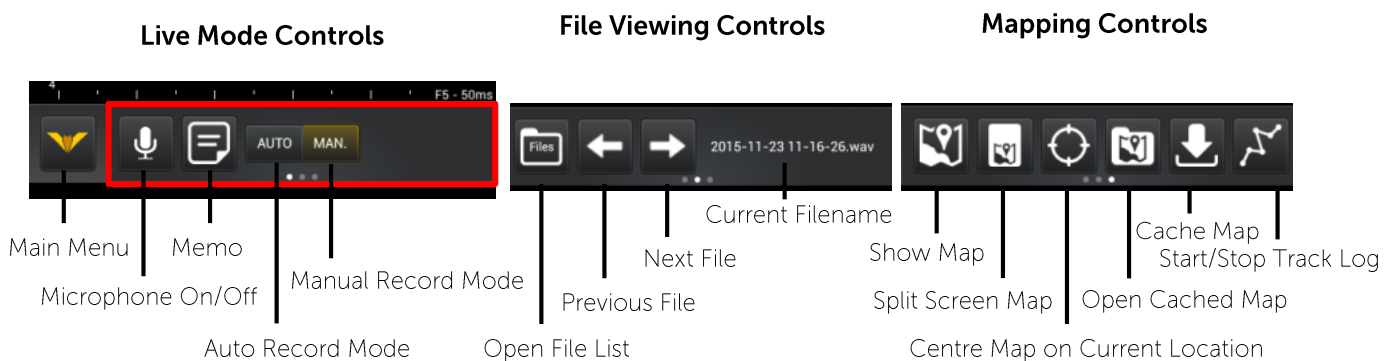 Live Mode Controls
File Viewing Controls
Mapping Controls
4
F5 - 50ms
AUTO
MAN.
Files
2015-11-23 11-16-26.wav
Main Menu
Memo
Microphone On/Off
Manual Record Mode
Auto Record Mode
Current Filename
Next File
Previous File
Open File List
Show Map
Cache Map
Start/Stop Track Log
Split Screen Map
Open Cached Map
Centre Map on Current Location